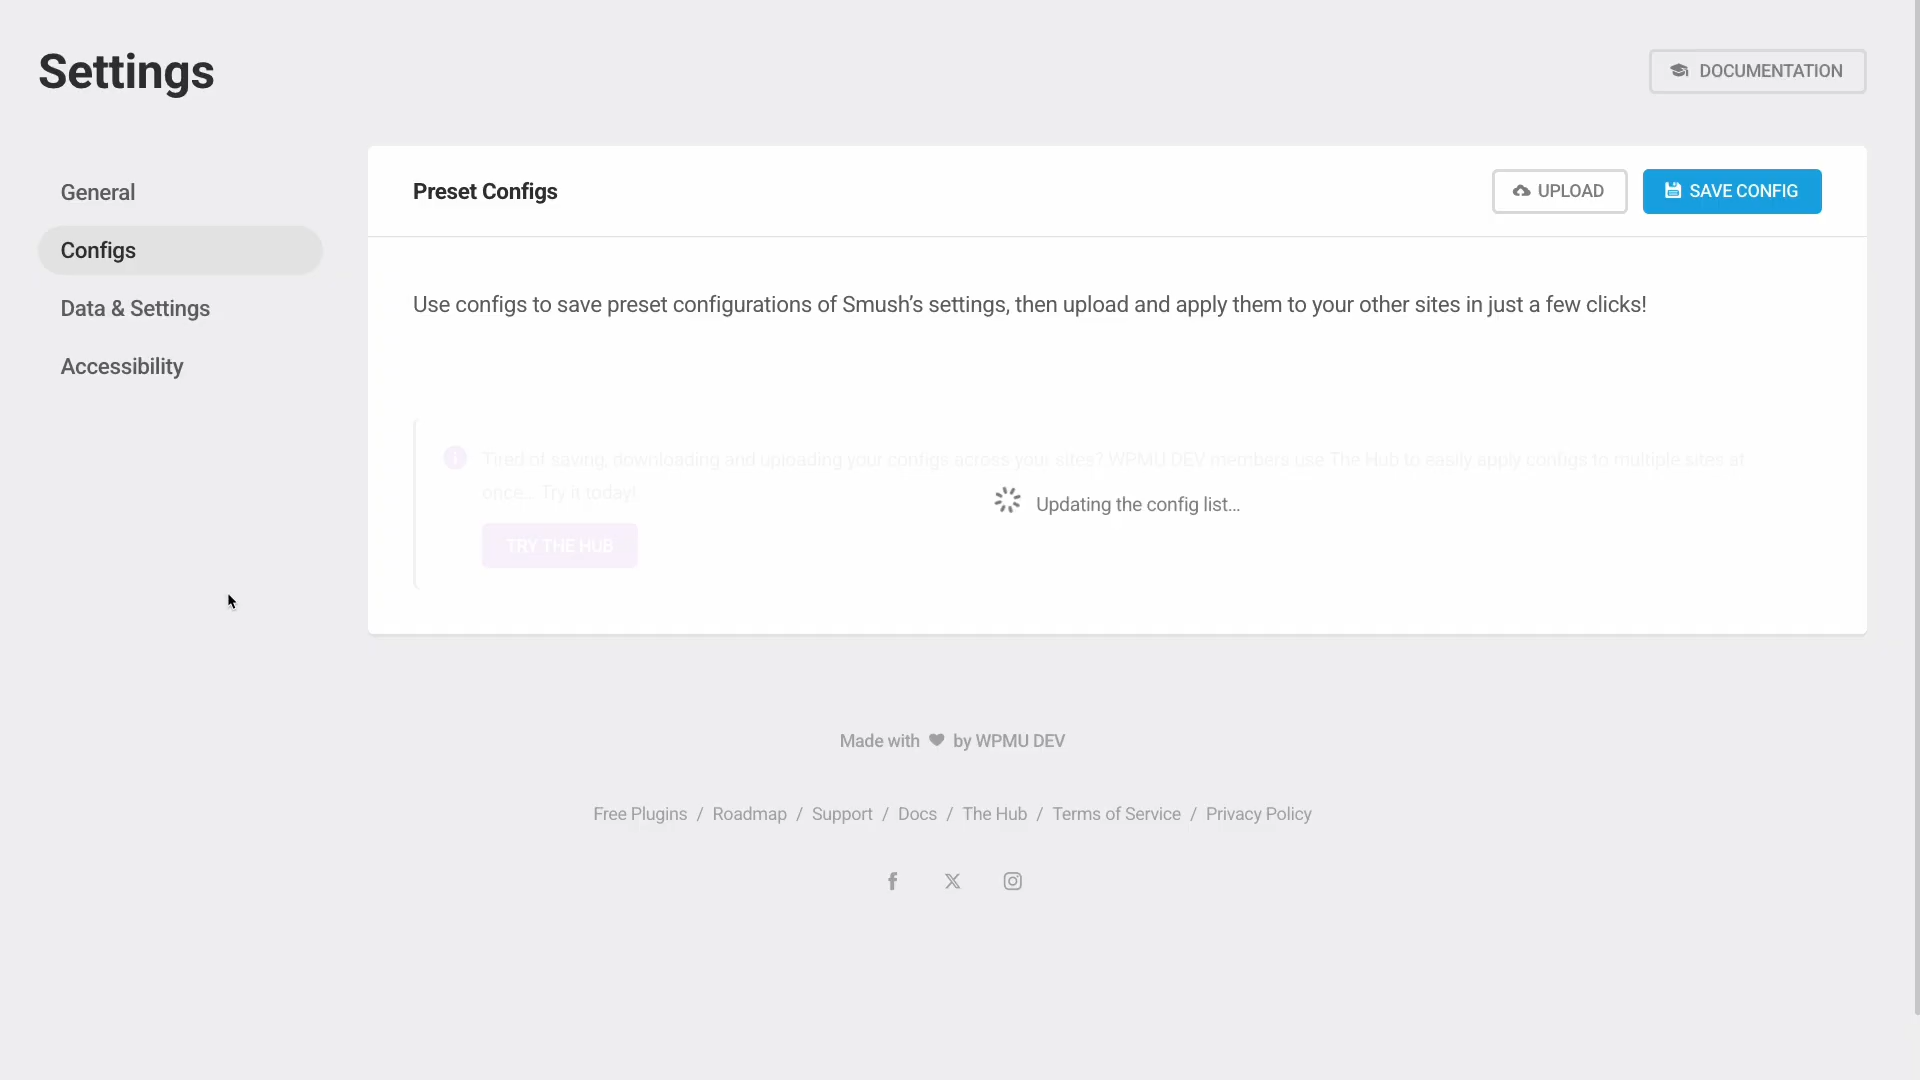 Settings
DOCUMENTATION
General
Configs
Data & Settings
Accessibility
Preset Configs
UPLOAD
SAVE CONFIG
Use configs to save preset configurations of Smush’s settings, then upload and apply them to your other sites in just a few clicks!
Tired of saving, downloading and uploading your configs across your sites? WPMU DEV members use The Hub to easily apply configs to multiple sites at
once... Try it today!
Updating the config list...
TRY THE HUB
Made with by WPMU DEV
Free Plugins / Roadmap / Support / Docs / The Hub / Terms of Service / Privacy Policy